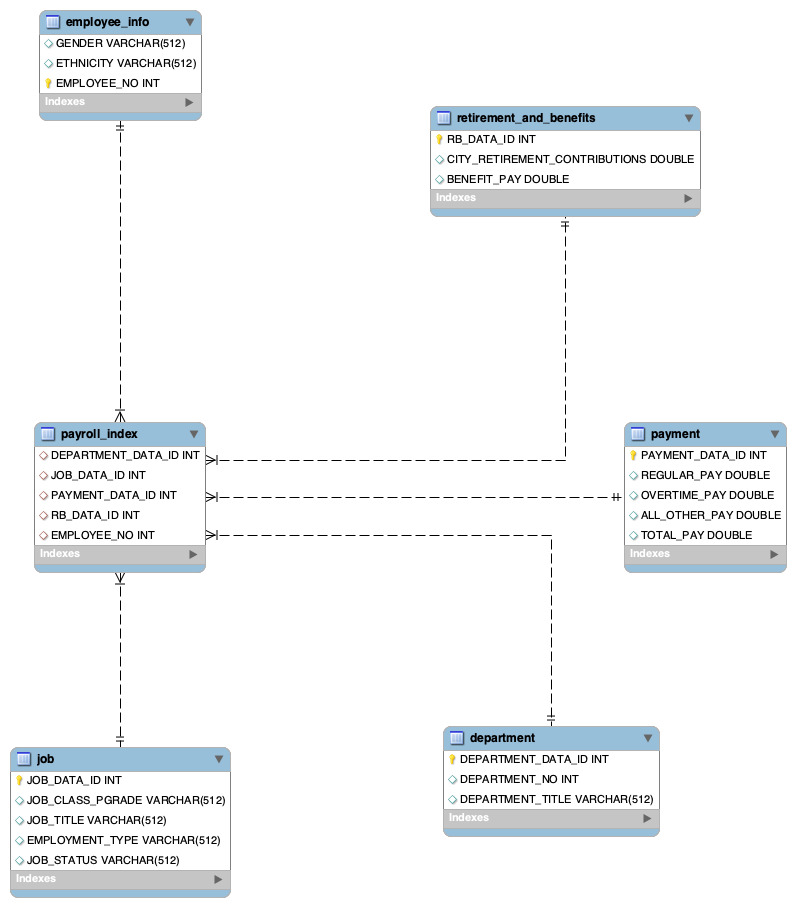 employee_info
GENDER VARCHAR(512)
ETHNICITY VARCHAR(512)
EMPLOYEE_NO INT
Indexes
retirement_and_benefits
RB_DATA_ID INT
CITY_RETIREMENT_CONTRIBUTIONS DOUBLE
BENEFIT_PAY DOUBLE
Indexes
payroll_index
DEPARTMENT_DATA_ID INT
JOB_DATA_ID INT
PAYMENT_DATA_ID INT
RB_DATA_ID INT
EMPLOYEE_NO INT
Indexes
payment
PAYMENT_DATA_ID INT
REGULAR_PAY DOUBLE
OVERTIME_PAY DOUBLE
ALL_OTHER_PAY DOUBLE
TOTAL_PAY DOUBLE
Indexes
job
JOB_DATA_ID INT
JOB_CLASS_PGRADE VARCHAR(512)
JOB_TITLE VARCHAR(512)
EMPLOYMENT_TYPE VARCHAR(512)
JOB_STATUS VARCHAR(512)
Indexes
department
DEPARTMENT_DATA_ID INT
DEPARTMENT_NO INT
DEPARTMENT_TITLE VARCHAR(512)
Indexes